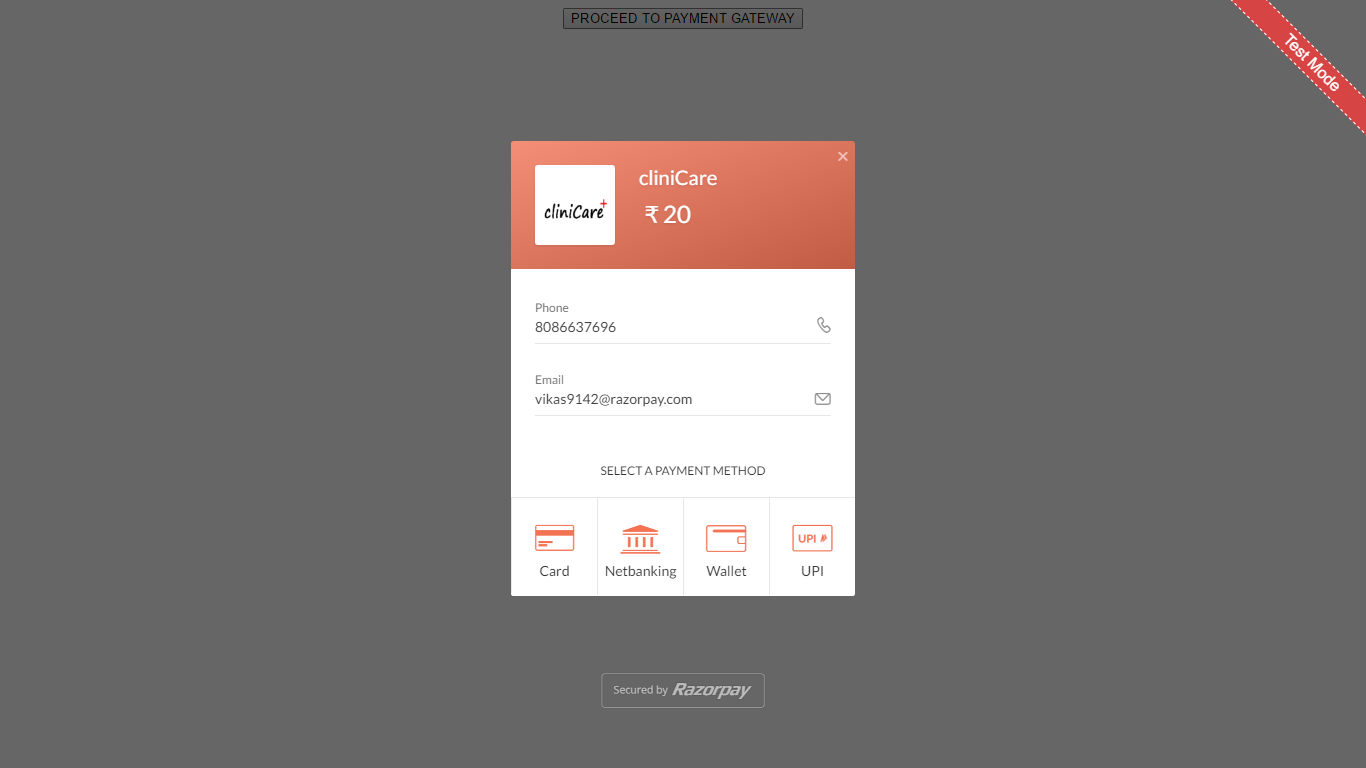 PROCEED TO PAYMENT GATEWAY
Test Mode
cliniCare+
cliniCare
₹ 20
Phone
8086637696
Email
vikas9142@razorpay.com
SELECT A PAYMENT METHOD
UPI
Card
Netbanking
Wallet
UPI
Secured by Razorpay